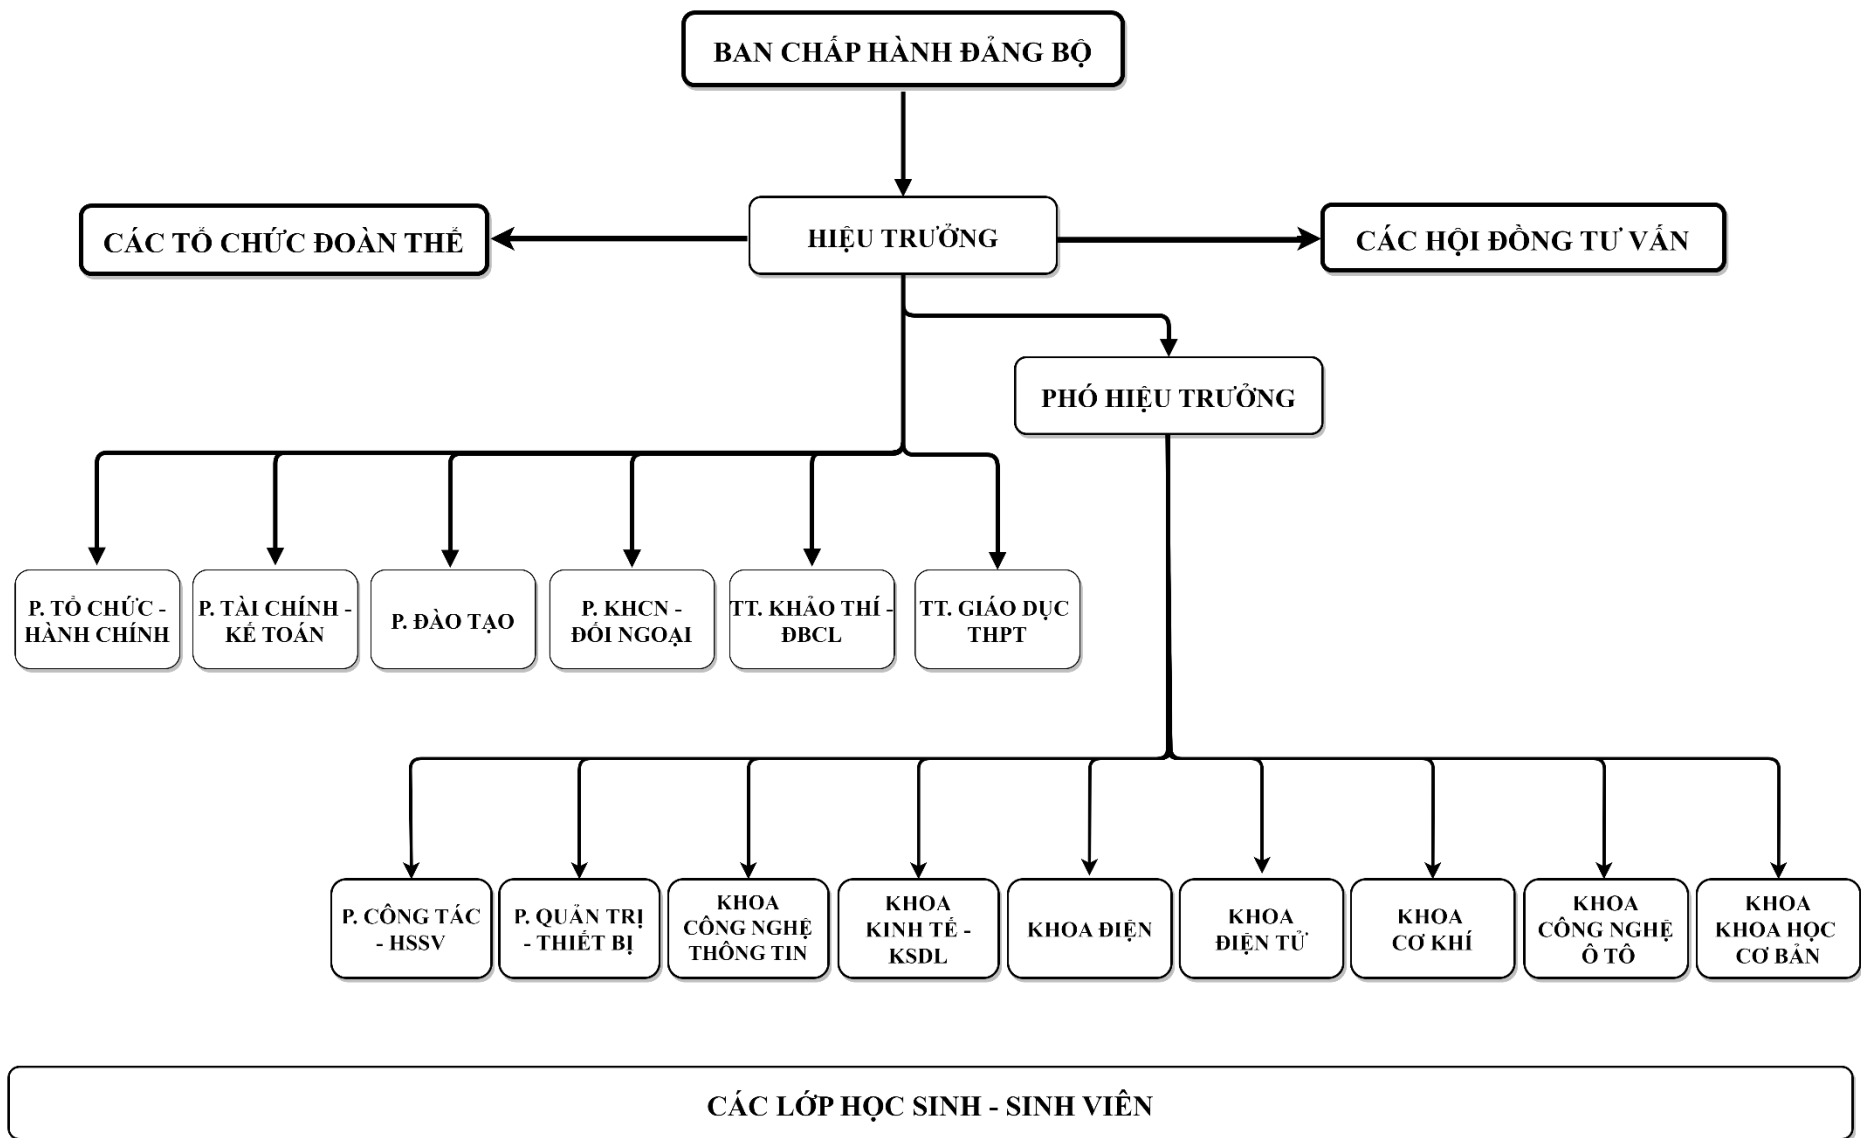 BAN CHẤP HÀNH ĐẢNG BỘ
CÁC TỔ CHỨC ĐOÀN THỂ
HIỆU TRƯỞNG
CÁC HỘI ĐỒNG TƯ VẤN
PHÓ HIỆU TRƯỞNG
P. TỔ CHỨC -
HÀNH CHÍNH
P. TÀI CHÍNH -
KẾ TOÁN
P. ĐÀO TẠO
P. KHCN -
ĐỐI NGOẠI
TT. KHẢO THÍ -
ĐBCL
TT. GIÁO DỤC
THPT
P. CÔNG TÁC
- HSSV
P. QUẢN TRỊ
- THIẾT BỊ
KHOA
CÔNG NGHỆ
THÔNG TIN
KHOA
KINH TẾ -
KSDL
KHOA ĐIỆN
KHOA
ĐIỆN TỬ
KHOA
CƠ KHÍ
KHOA
CÔNG NGHỆ
Ô TÔ
KHOA
KHOA HỌC
CƠ BẢN
CÁC LỚP HỌC SINH - SINH VIÊN